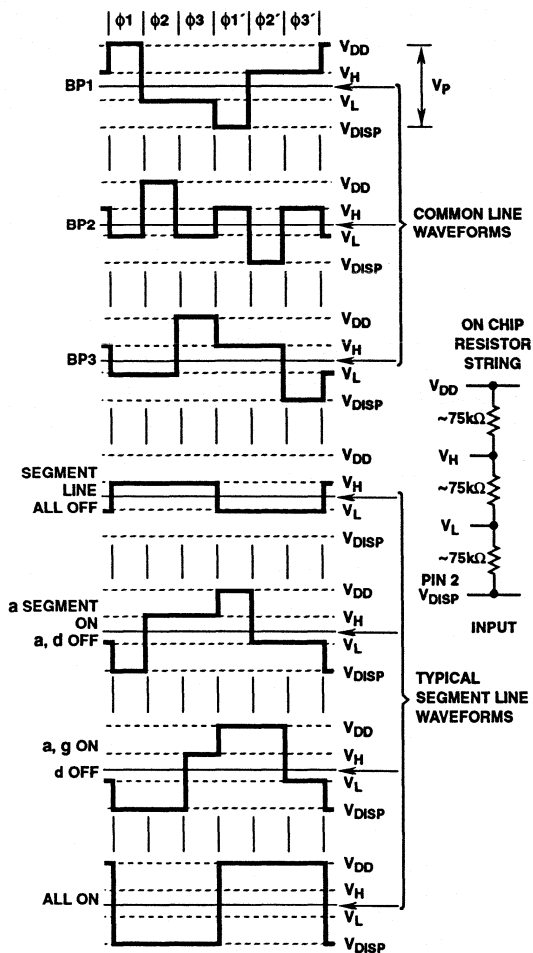 ϕ1 ϕ2 ϕ3 ϕ1´ ϕ2´ ϕ3´
BP1
VDD
VH
VL
VDISP
VP
BP2
VDD
VH
VL
VDISP
COMMON LINE
WAVEFORMS
BP3
VDD
VH
VL
VDISP
ON CHIP
RESISTOR
STRING
VDD
~75kΩ
VH
~75kΩ
VL
~75kΩ
PIN 2
VDISP
INPUT
SEGMENT
LINE
ALL OFF
VDD
VH
VL
VDISP
a SEGMENT
ON
a, d OFF
VDD
VH
VL
VDISP
TYPICAL
SEGMENT LINE
WAVEFORMS
a, g ON
d OFF
VDD
VH
VL
VDISP
ALL ON
VDD
VH
VL
VDISP